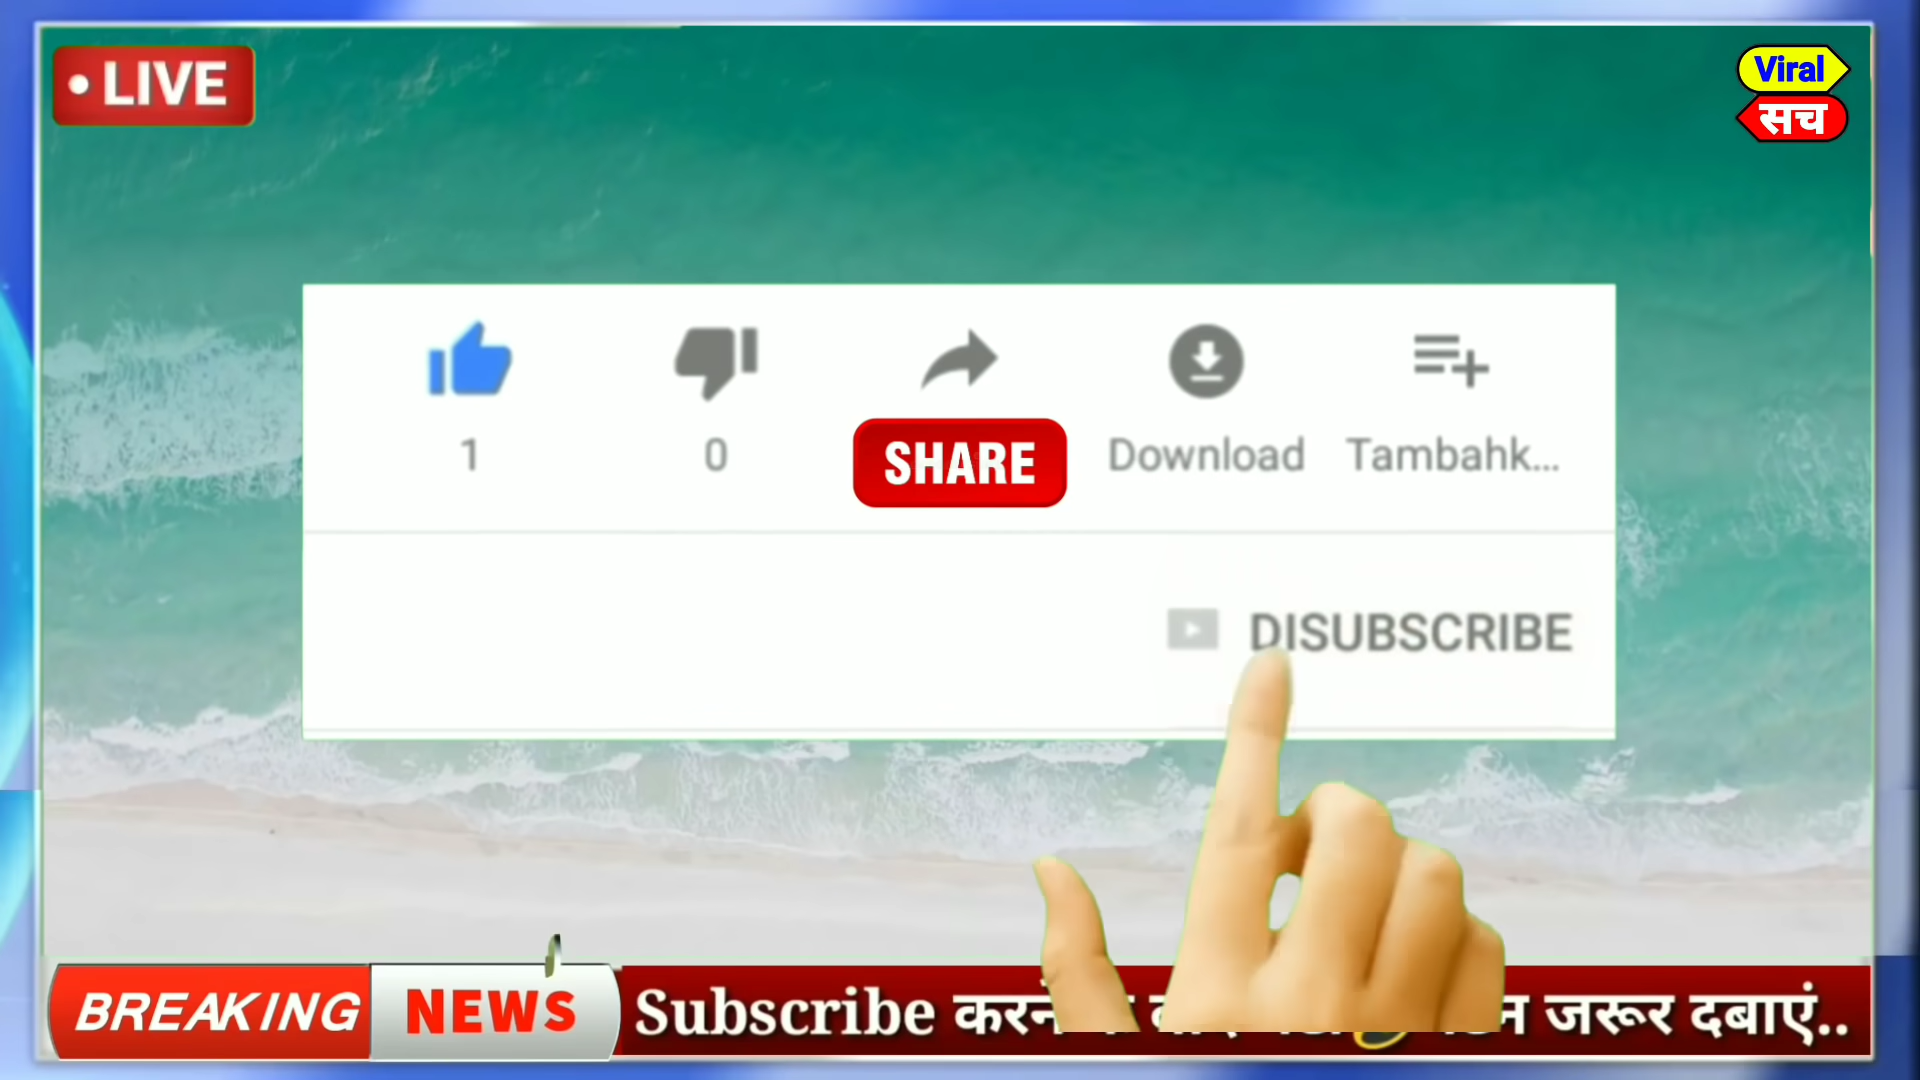 LIVE
Viral
सच
1
0
SHARE
Download
Tambahk...
DISUBSCRIBE
BREAKING NEWS
Subscribe जरूर दबाएं..